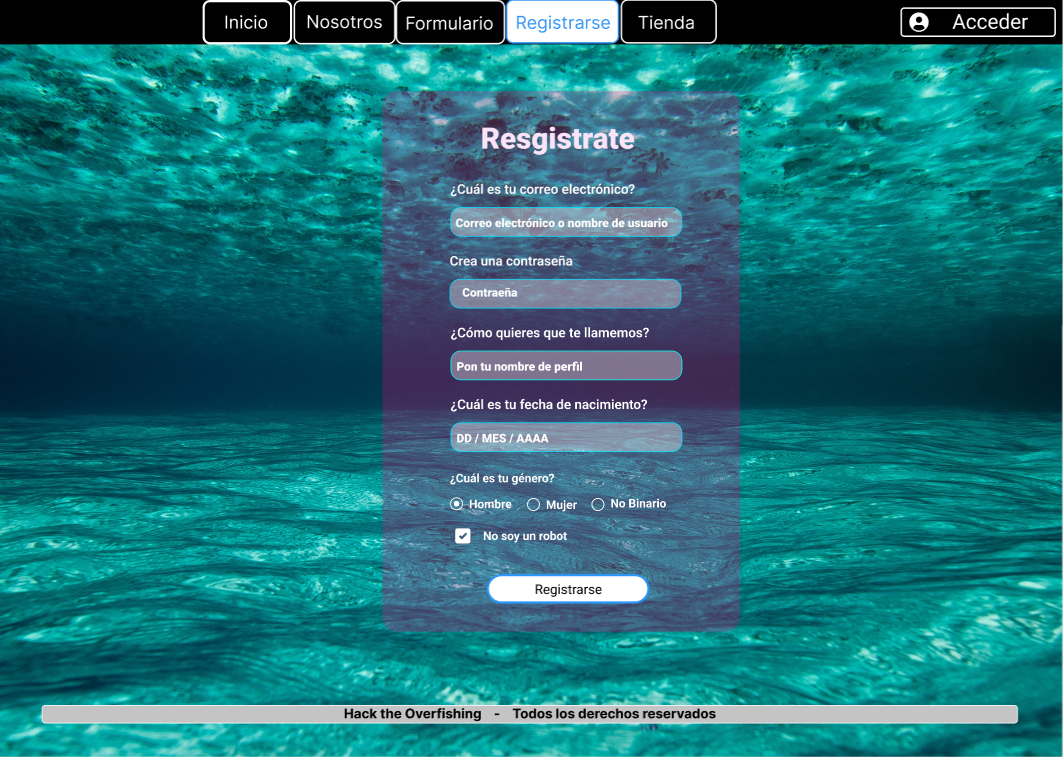 Inicio
Nosotros
Formulario
Registrarse
Tienda
Acceder
Resgistrate
¿Cuál es tu correo electrónico?
Correo electrónico o nombre de usuario
Crea una contraseña
Contraeña
¿Cómo quieres que te llamemos?
Pon tu nombre de perfil
¿Cuál es tu fecha de nacimiento?
DD / MES / AAAA
¿Cuál es tu género?
Hombre Mujer No Binario
No soy un robot
Registrarse
Hack the Overfishing - Todos los derechos reservados